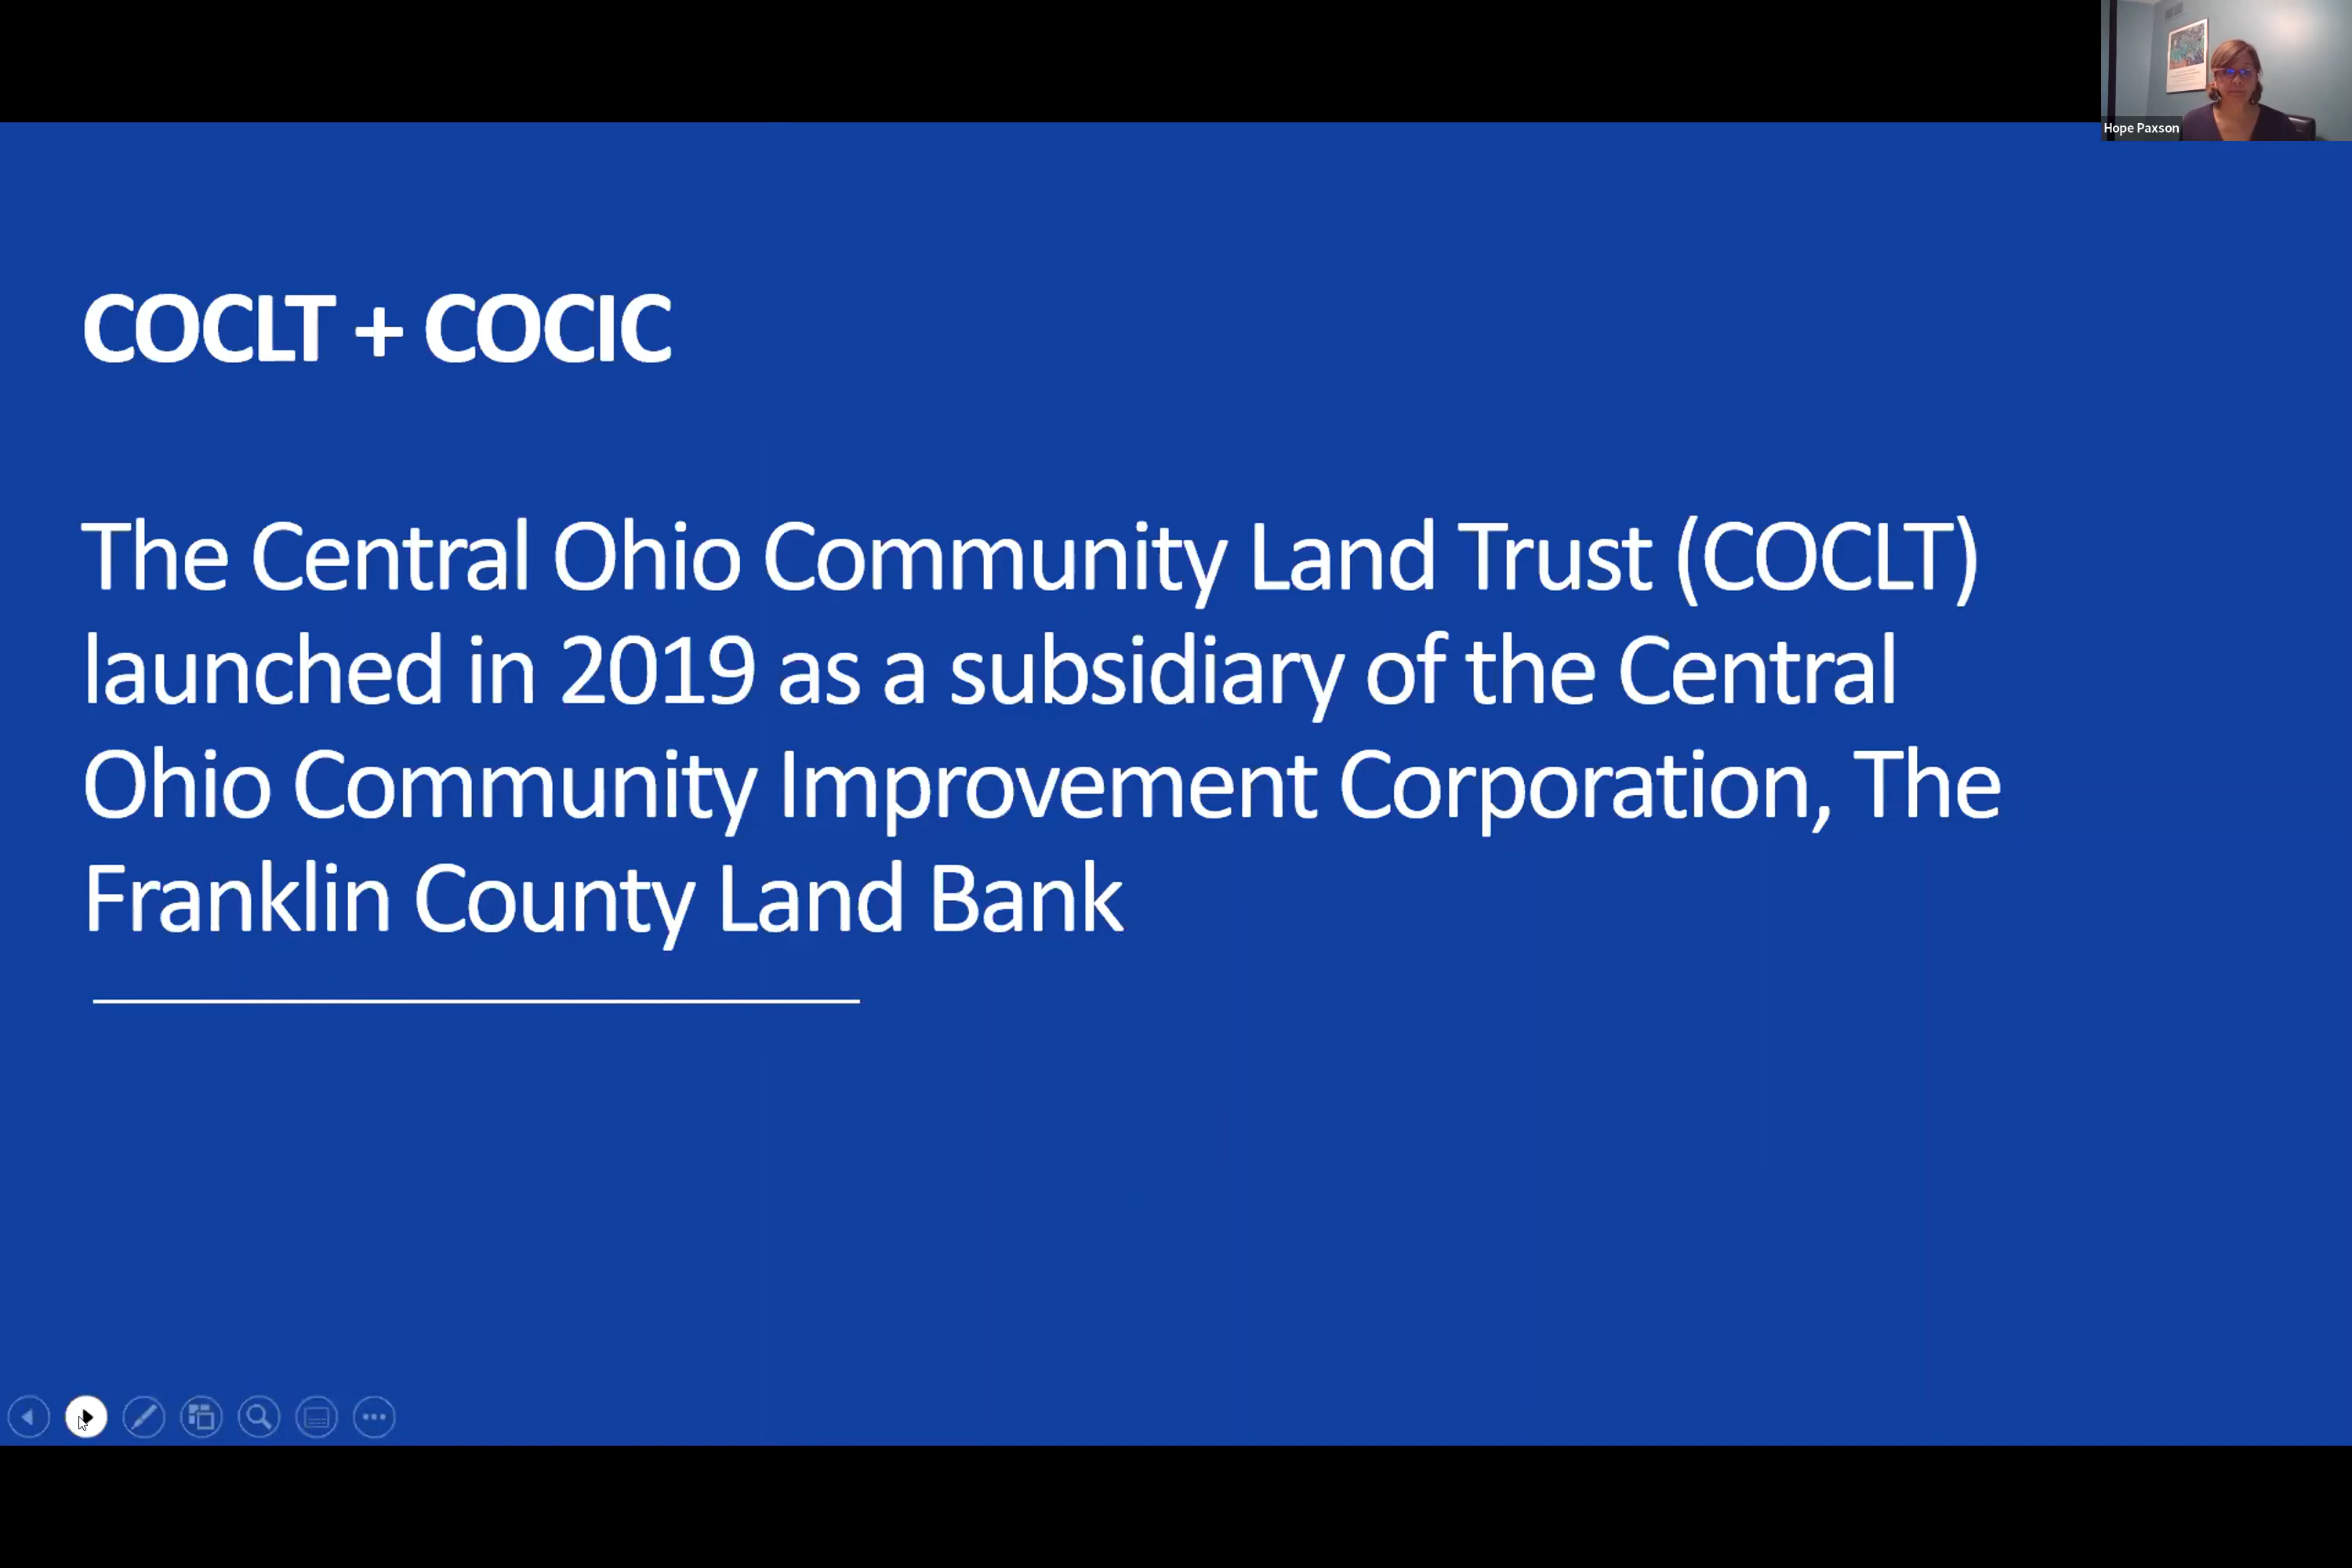 Hope Paxson
COCLT + COCIC
The Central Ohio Community Land Trust (COCLT)
launched in 2019 as a subsidiary of the Central
Ohio Community Improvement Corporation, The
Franklin County Land Bank